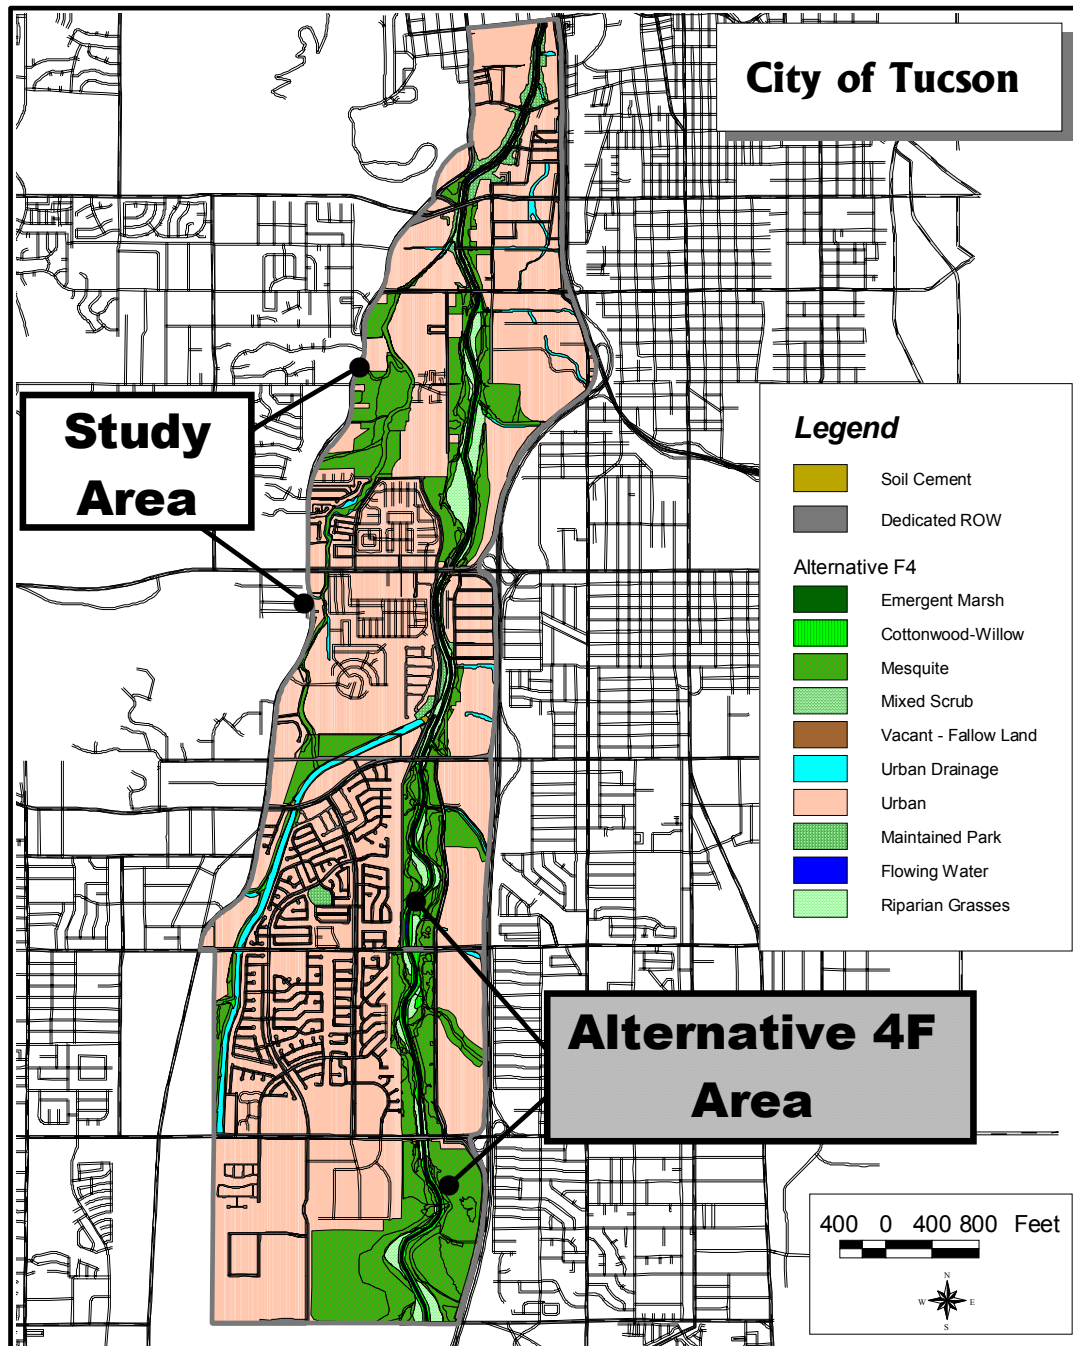 City of Tucson
Study
Area
Legend
Soil Cement
Dedicated ROW
Alternative F4
Emergent Marsh
Cottonwood-Willow
Mesquite
Mixed Scrub
Vacant - Fallow Land
Urban Drainage
Urban
Maintained Park
Flowing Water
Riparian Grasses
Alternative 4F
Area
400 0 400 800 Feet
N
W E
S